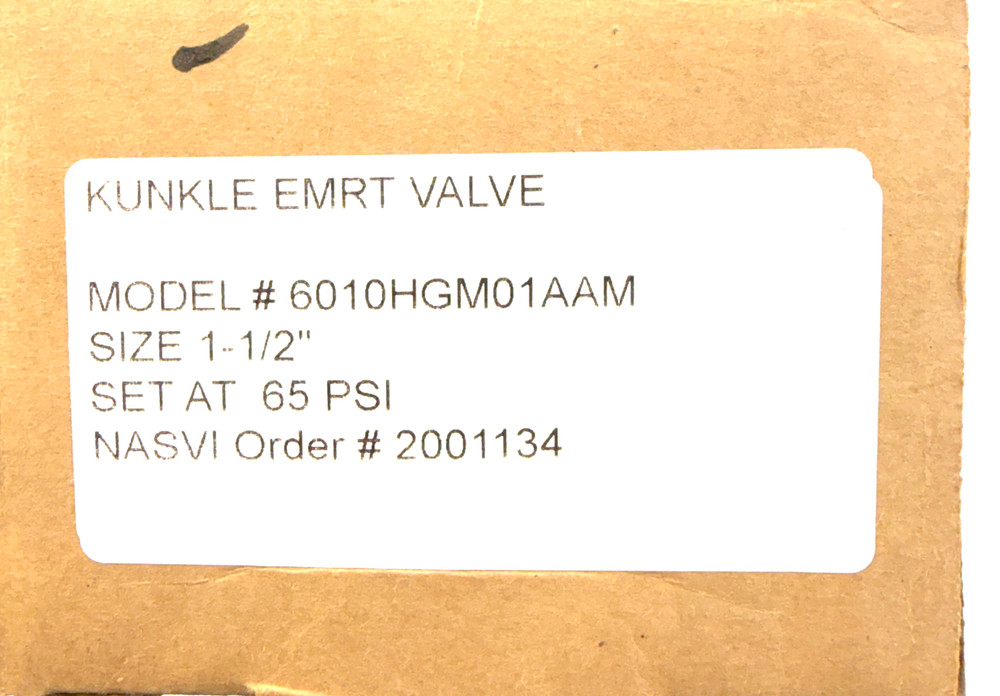 KUNKLE EMRT VALVE
MODEL # 6010HGM01AAM
SIZE 1-1/2"
SET AT 65 PSI
NASVI Order # 2001134